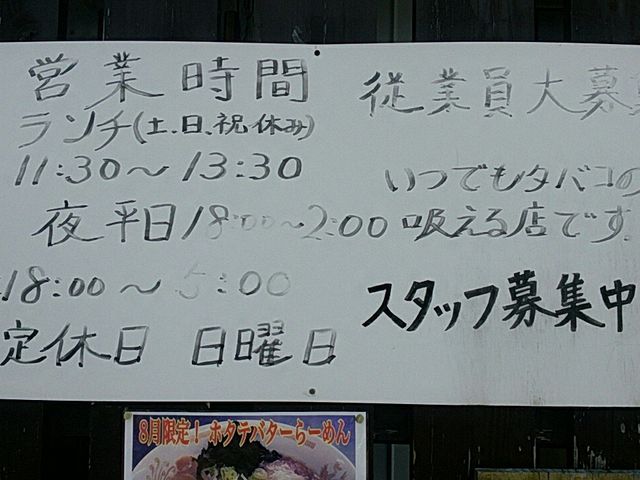 営業時間
ランチ(土、日、祝休み)
11:30〜13:30
夜平日18:00〜2:00
18:00〜5:00
定休日 日曜日
従業員大募
いつでもタバコの
吸える店です
スタッフ募集中
8月限定!ホタテバターらーめん